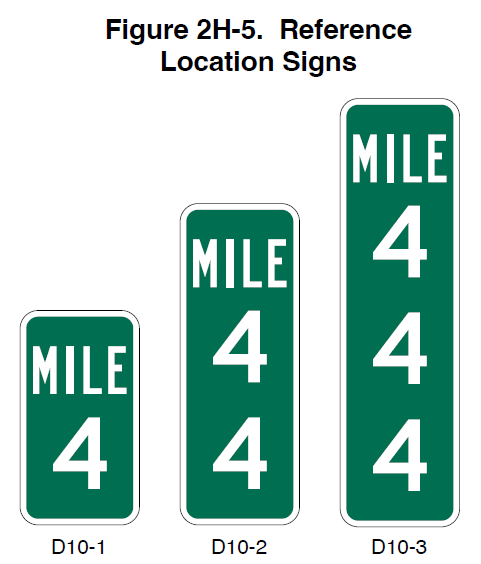 Figure 2H-5. Reference
Location Signs
MILE
4
MILE
4
4
MILE
4
4
4
D10-1
D10-2
D10-3